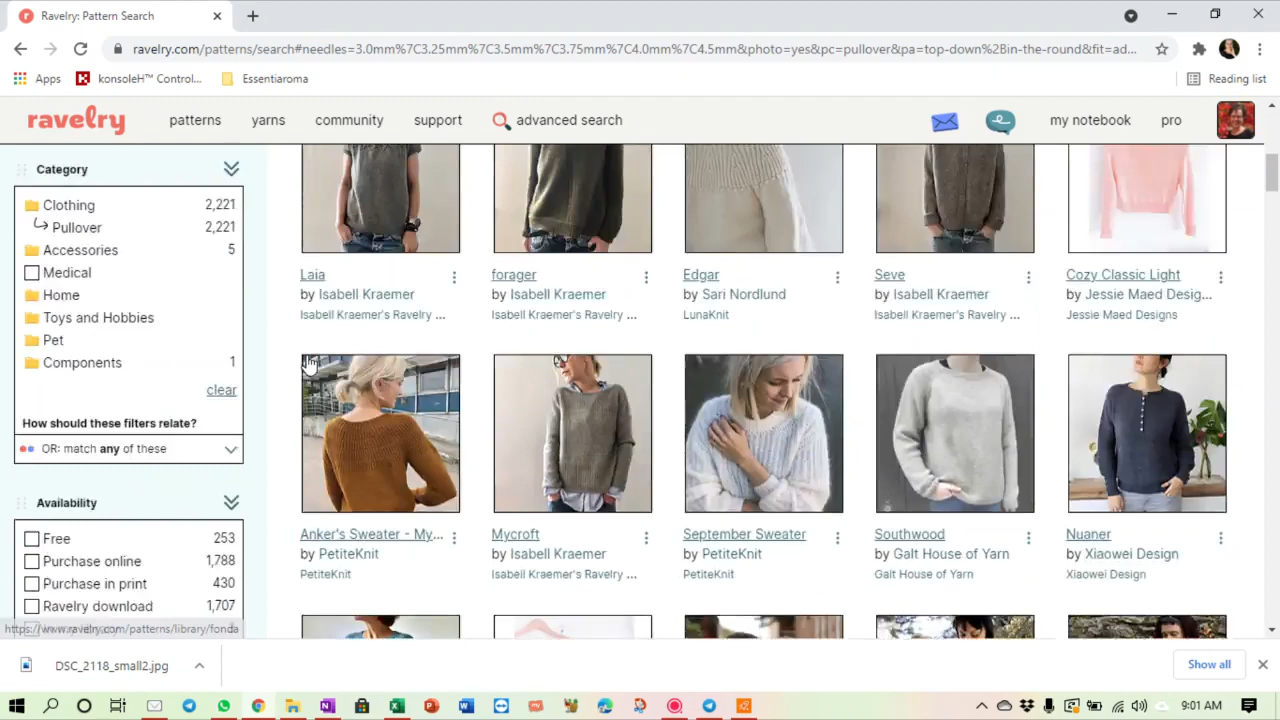 Ravelry: Pattern Search
ravelry.com/patterns/search#needles=3.0mm%7C3.25mm%7C3.5mm%7C3.75mm%7C4.0mm%7C4.5mm&photo=yes&pc=pullover&pa=top-down%2Bin-the-round&fit=ad...
Apps konsoleH™ Control... Essentiaroma Reading list
ravelry patterns yarns community support advanced search my notebook pro
Category
Clothing 2,221
Pullover 2,221
Accessories 5
Medical
Home
Toys and Hobbies
Pet
Components 1
clear
How should these filters relate?
OR: match any of these
Availability
Free 253
Purchase online 1,788
Purchase in print 430
Ravelry download 1,707
Laia forager Edgar Seve Cozy Classic Light
by Isabell Kraemer by Isabell Kraemer by Sari Nordlund by Isabell Kraemer by Jessie Maed Desig...
Isabell Kraemer's Ravelry ... Isabell Kraemer's Ravelry ... LunaKnit Isabell Kraemer's Ravelry ... Jessie Maed Designs
Anker's Sweater - My... Mycroft September Sweater Southwood Nuaner
by PetiteKnit by Isabell Kraemer by PetiteKnit by Galt House of Yarn by Xiaowei Design
PetiteKnit Isabell Kraemer's Ravelry ... PetiteKnit Galt House of Yarn Xiaowei Design
https://www.ravelry.com/patterns/library/fonda
DSC_2118_small2.jpg Show all
9:01 AM